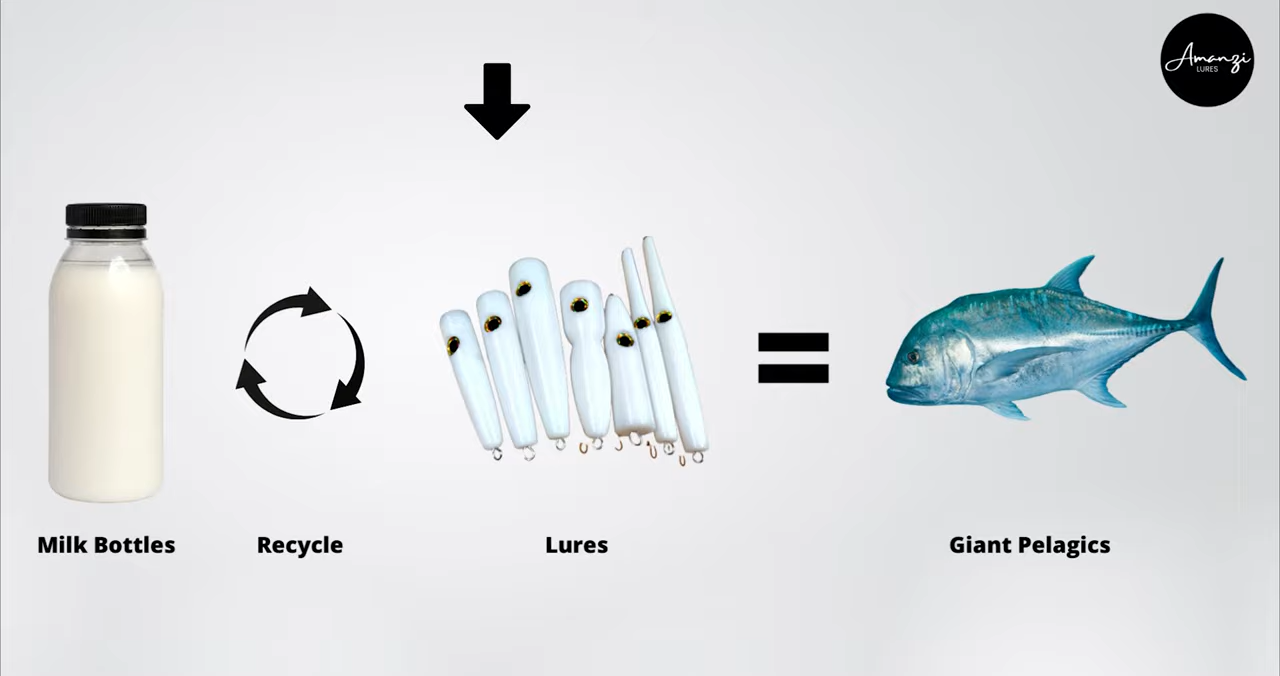 Amanzi
LURES
Milk Bottles
Recycle
Lures
Giant Pelagics